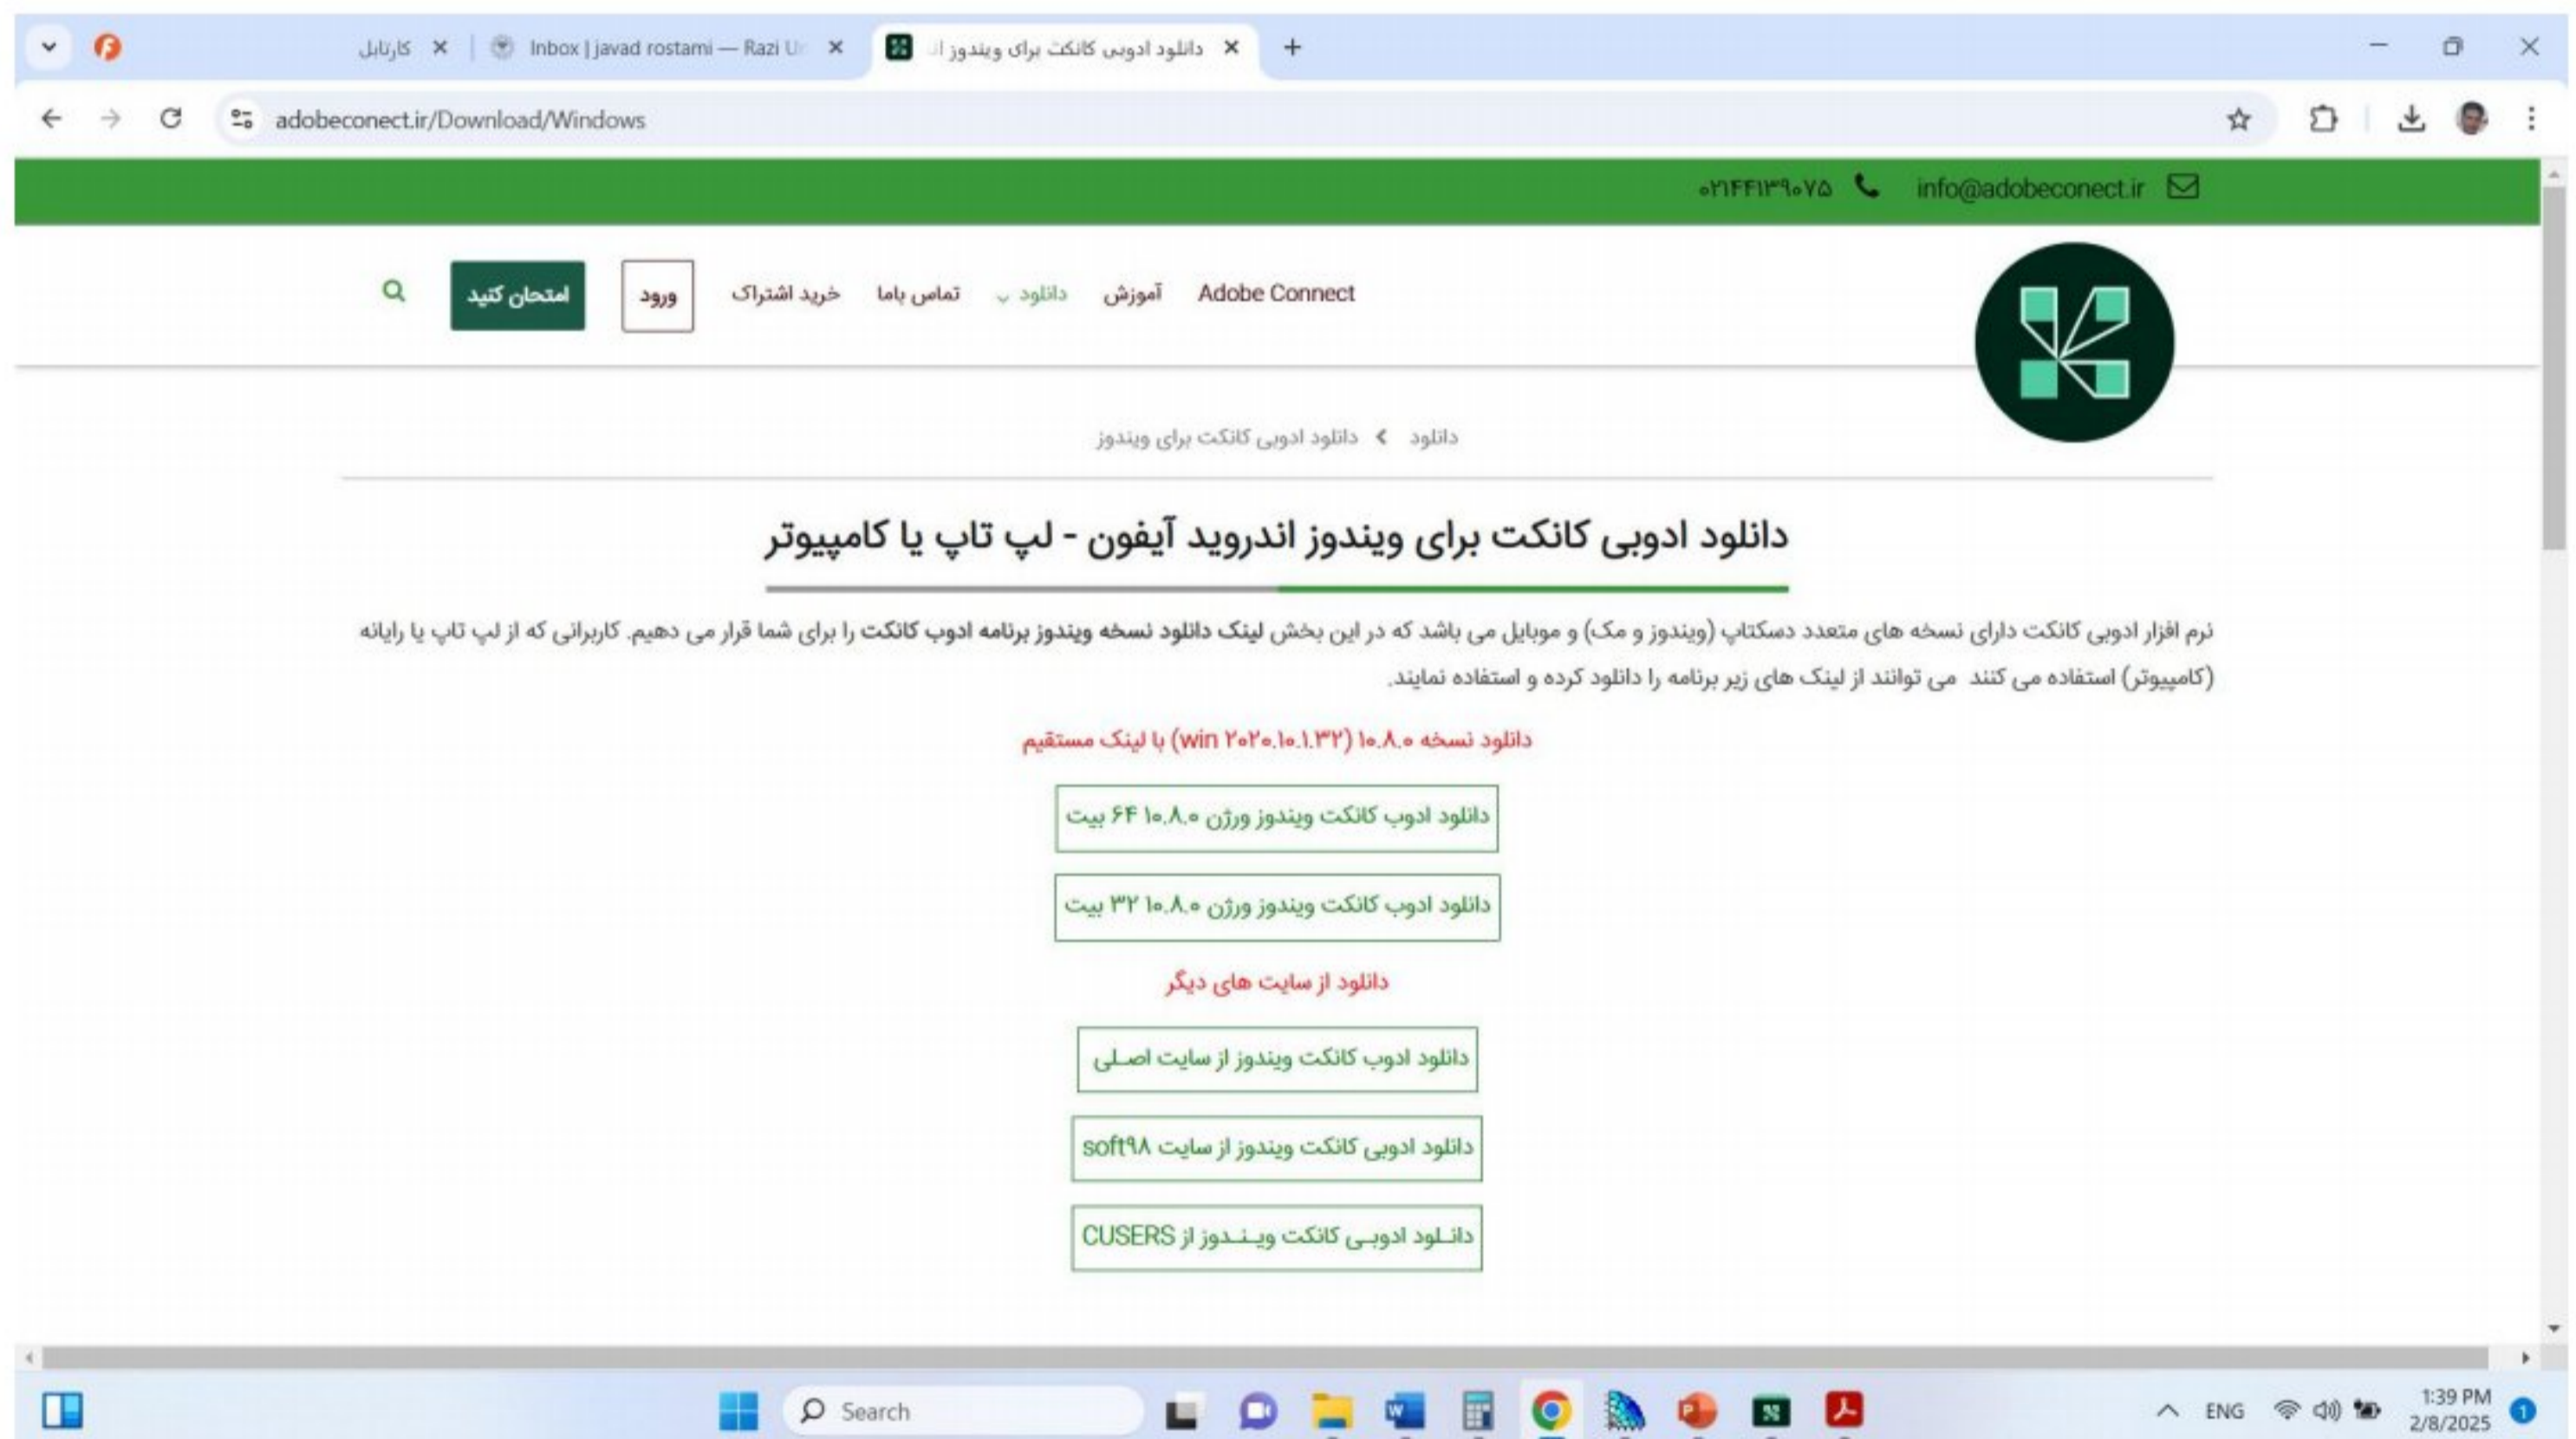 کارتابل
Inbox | javad rostami — Razi Ur
دانلود ادوبی کانکت برای ویندوز ان
adobeconect.ir/Download/Windows
info@adobeconect.ir
۰۲۱۴۴۱۳۹۰۷۵
Adobe Connect
آموزش
دانلود
تماس باما
خرید اشتراک
ورود
امتحان کنید
دانلود
دانلود ادوبی کانکت برای ویندوز
دانلود ادوبی کانکت برای ویندوز اندروید آیفون - لپ تاپ یا کامپیوتر
نرم افزار ادوبی کانکت دارای نسخه های متعدد دسکتاپ (ویندوز و مک) و موبایل می باشد که در این بخش لینک دانلود نسخه ویندوز برنامه ادوب کانکت را برای شما قرار می دهیم. کاربرانی که از لپ تاپ یا رایانه
(کامپیوتر) استفاده می کنند می توانند از لینک های زیر برنامه را دانلود کرده و استفاده نمایند.
دانلود نسخه ۱۰.۸.۰ (win ۲۰۲۰.۱۰.۱.۳۲) با لینک مستقیم
دانلود ادوب کانکت ویندوز ورژن ۱۰.۸.۰ ۶۴ بیت
دانلود ادوب کانکت ویندوز ورژن ۱۰.۸.۰ ۳۲ بیت
دانلود از سایت های دیگر
دانلود ادوب کانکت ویندوز از سایت اصلی
دانلود ادوبی کانکت ویندوز از سایت soft۹۸
دانلود ادوبی کانکت ویندوز از CUSERS
Search
ENG
1:39 PM
2/8/2025
1